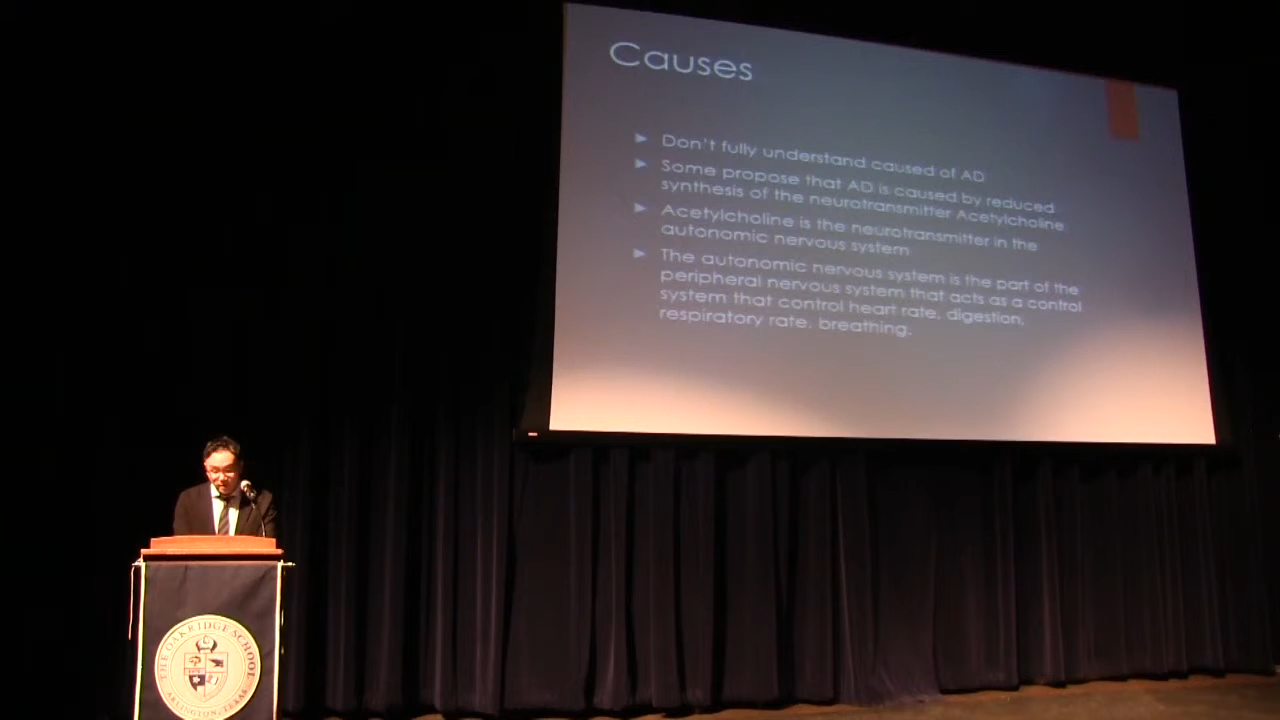 Causes
Don't fully understand caused of AD
Some propose that AD is caused by reduced
synthesis of the neurotransmitter Acetylcholine
Acetylcholine is the neurotransmitter in the
autonomic nervous system
The autonomic nervous system is the part of the
peripheral nervous system that acts as a control
system that control heart rate, digestion,
respiratory rate, breathing.
THE OAKRIDGE SCHOOL
ARLINGTON, TEXAS